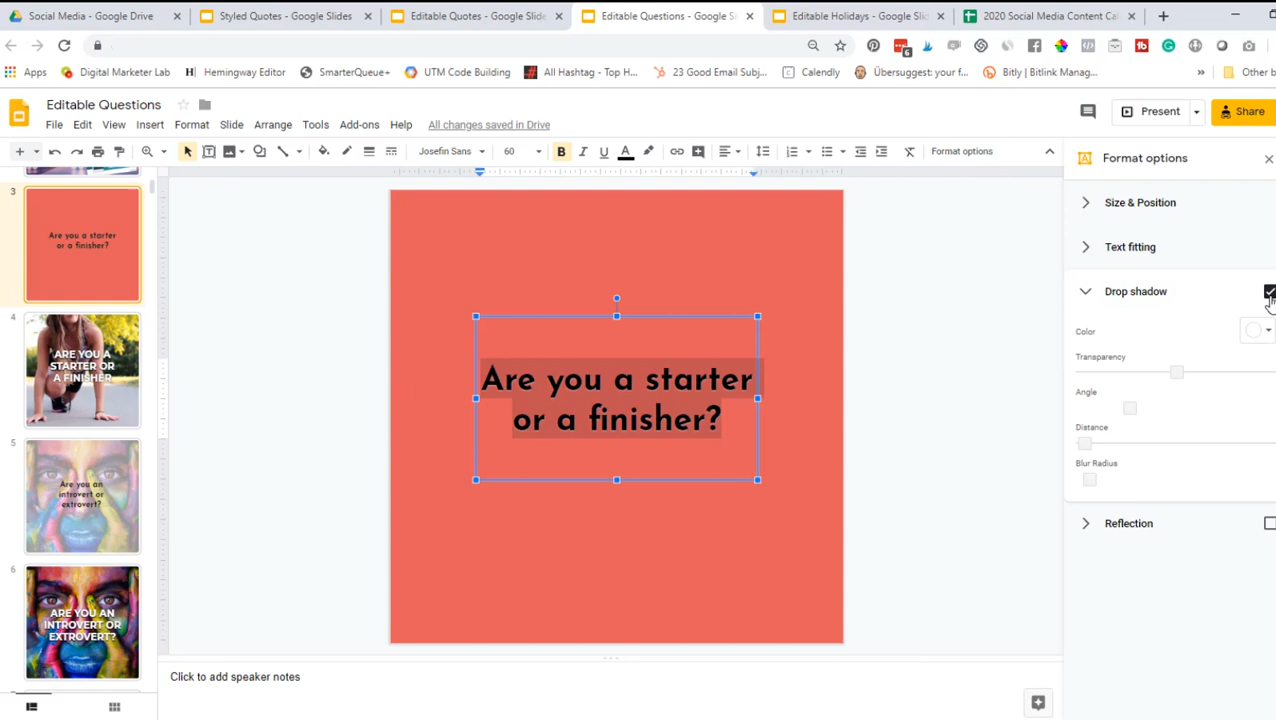 Social Media - Google Drive
Styled Quotes - Google Slides
Editable Quotes - Google Slide
Editable Questions - Google S
Editable Holidays - Google Slid
2020 Social Media Content Ca
6
Apps
Digital Marketer Lab
Hemingway Editor
SmarterQueue+
UTM Code Building
All Hashtag - Top H...
23 Good Email Subj...
Calendly
Übersuggest: your f...
Bitly | Bitlink Manag...
Other b
Editable Questions
Present
Share
File Edit View Insert Format Slide Arrange Tools Add-ons Help All changes saved in Drive
Josefin Sans
60
B I U A
Format options
Format options
3
Are you a starter
or a finisher?
4
ARE YOU A
STARTER OR
A FINISHER
5
Are you an
introvert or
extrovert?
6
ARE YOU AN
INTROVERT OR
EXTROVERT?
Are you a starter
or a finisher?
Click to add speaker notes
Size & Position
Text fitting
Drop shadow
Color
Transparency
Angle
Distance
Blur Radius
Reflection